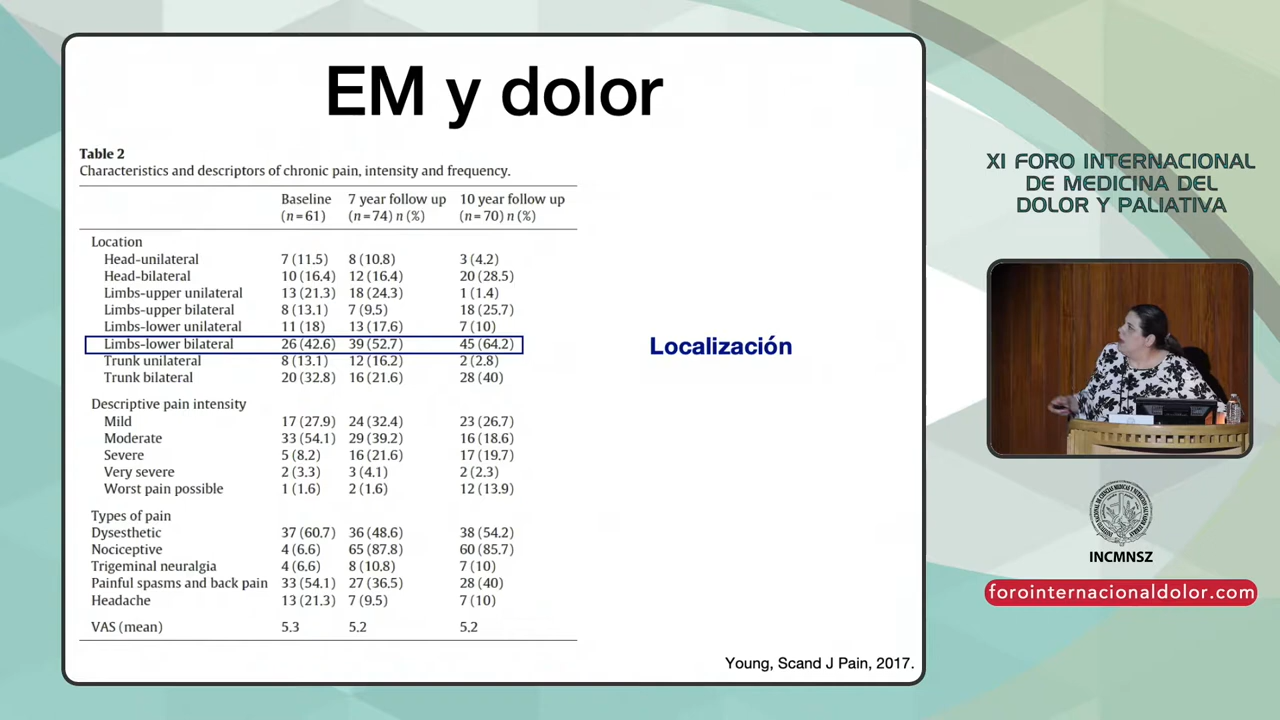 EM y dolor
Table 2
Characteristics and descriptors of chronic pain, intensity and frequency.
Baseline 7 year follow up 10 year follow up
(n = 61) (n = 74) n (%) (n = 70) n (%)
Location
Head-unilateral 7 (11.5) 8 (10.8) 3 (4.2)
Head-bilateral 10 (16.4) 12 (16.4) 20 (28.5)
Limbs-upper unilateral 13 (21.3) 18 (24.3) 1 (1.4)
Limbs-upper bilateral 8 (13.1) 7 (9.5) 18 (25.7)
Limbs-lower unilateral 11 (18) 13 (17.6) 7 (10)
Limbs-lower bilateral 26 (42.6) 39 (52.7) 45 (64.2)
Trunk unilateral 8 (13.1) 12 (16.2) 2 (2.8)
Trunk bilateral 20 (32.8) 16 (21.6) 28 (40)
Descriptive pain intensity
Mild 17 (27.9) 24 (32.4) 23 (26.7)
Moderate 33 (54.1) 29 (39.2) 16 (18.6)
Severe 5 (8.2) 16 (21.6) 17 (19.7)
Very severe 2 (3.3) 3 (4.1) 2 (2.3)
Worst pain possible 1 (1.6) 2 (1.6) 12 (13.9)
Types of pain
Dysesthetic 37 (60.7) 36 (48.6) 38 (54.2)
Nociceptive 4 (6.6) 65 (87.8) 60 (85.7)
Trigeminal neuralgia 4 (6.6) 8 (10.8) 7 (10)
Painful spasms and back pain 33 (54.1) 27 (36.5) 28 (40)
Headache 13 (21.3) 7 (9.5) 7 (10)
VAS (mean) 5.3 5.2 5.2
Localización
Young, Scand J Pain, 2017.
XI FORO INTERNACIONAL
DE MEDICINA DEL
DOLOR Y PALIATIVA
INCMNSZ
forointernacionaldolor.com